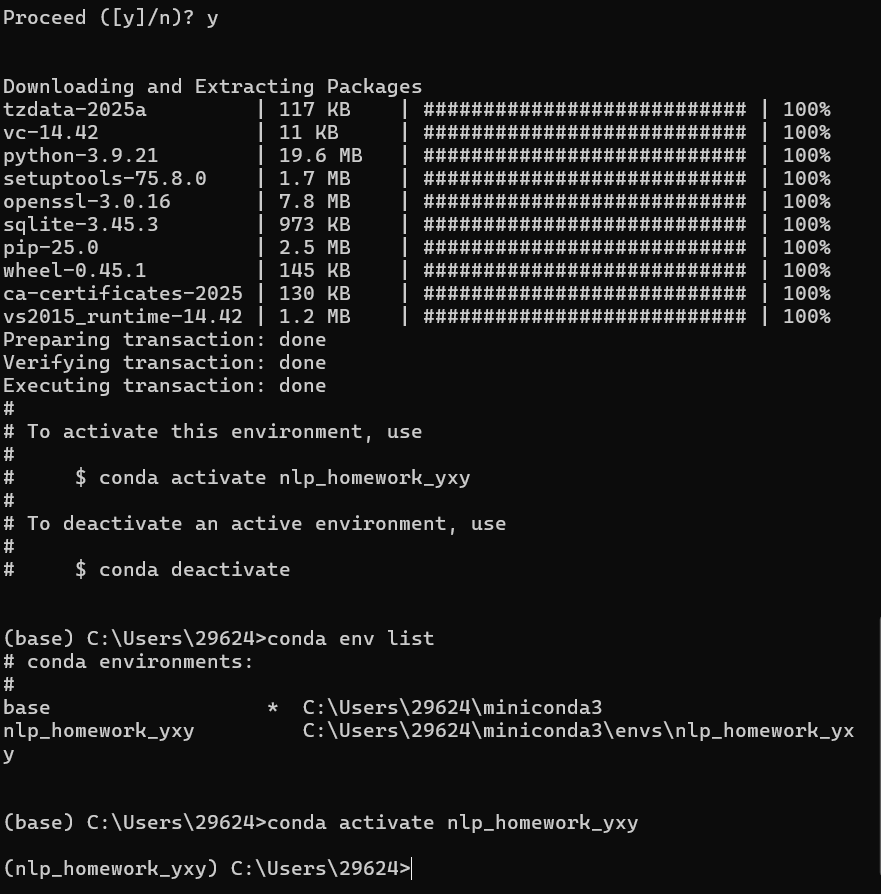 Proceed ([y]/n)? y
Downloading and Extracting Packages
tzdata-2025a         | 117 KB    | ########################### | 100%
vc-14.42             | 11 KB     | ########################### | 100%
python-3.9.21        | 19.6 MB   | ########################### | 100%
setuptools-75.8.0    | 1.7 MB    | ########################### | 100%
openssl-3.0.16       | 7.8 MB    | ########################### | 100%
sqlite-3.45.3        | 973 KB    | ########################### | 100%
pip-25.0             | 2.5 MB    | ########################### | 100%
wheel-0.45.1         | 145 KB    | ########################### | 100%
ca-certificates-2025 | 130 KB    | ########################### | 100%
vs2015_runtime-14.42 | 1.2 MB    | ########################### | 100%
Preparing transaction: done
Verifying transaction: done
Executing transaction: done
#
# To activate this environment, use
#
#     $ conda activate nlp_homework_yxy
#
# To deactivate an active environment, use
#
#     $ conda deactivate
(base) C:\Users\29624>conda env list
# conda environments:
#
base                  *  C:\Users\29624\miniconda3
nlp_homework_yxy         C:\Users\29624\miniconda3\envs\nlp_homework_yx
y
(base) C:\Users\29624>conda activate nlp_homework_yxy
(nlp_homework_yxy) C:\Users\29624>